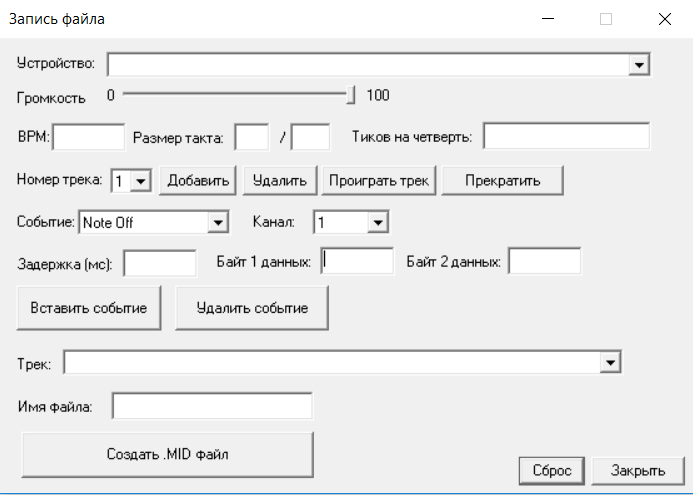 Запись файла
Устройство:
Громкость 0 100
BPM: Размер такта: / Тиков на четверть:
Номер трека: 1 Добавить Удалить Проиграть трек Прекратить
Событие: Note Off Канал: 1
Задержка (мс): Байт 1 данных: Байт 2 данных:
Вставить событие Удалить событие
Трек:
Имя файла:
Создать .MID файл
Сброс Закрыть